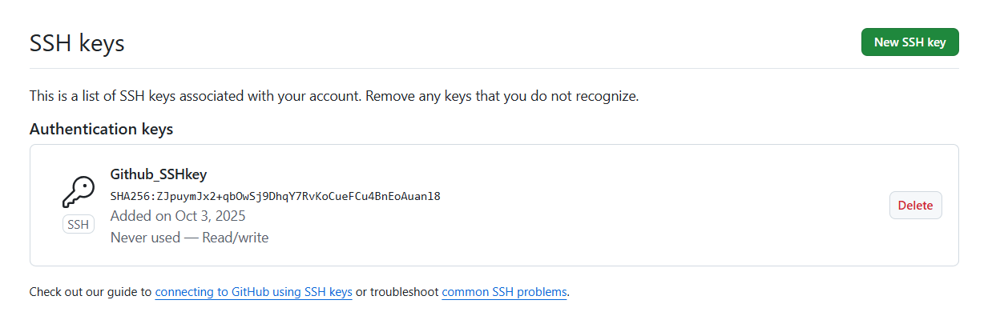 SSH keys
New SSH key
This is a list of SSH keys associated with your account. Remove any keys that you do not recognize.
Authentication keys
Github_SSHkey
SHA256:ZJpuymJx2+qbOwSj9DhqY7RvKoCueFCu4BnEoAuanl8
Added on Oct 3, 2025
Never used — Read/write
SSH
Delete
Check out our guide to connecting to GitHub using SSH keys or troubleshoot common SSH problems.